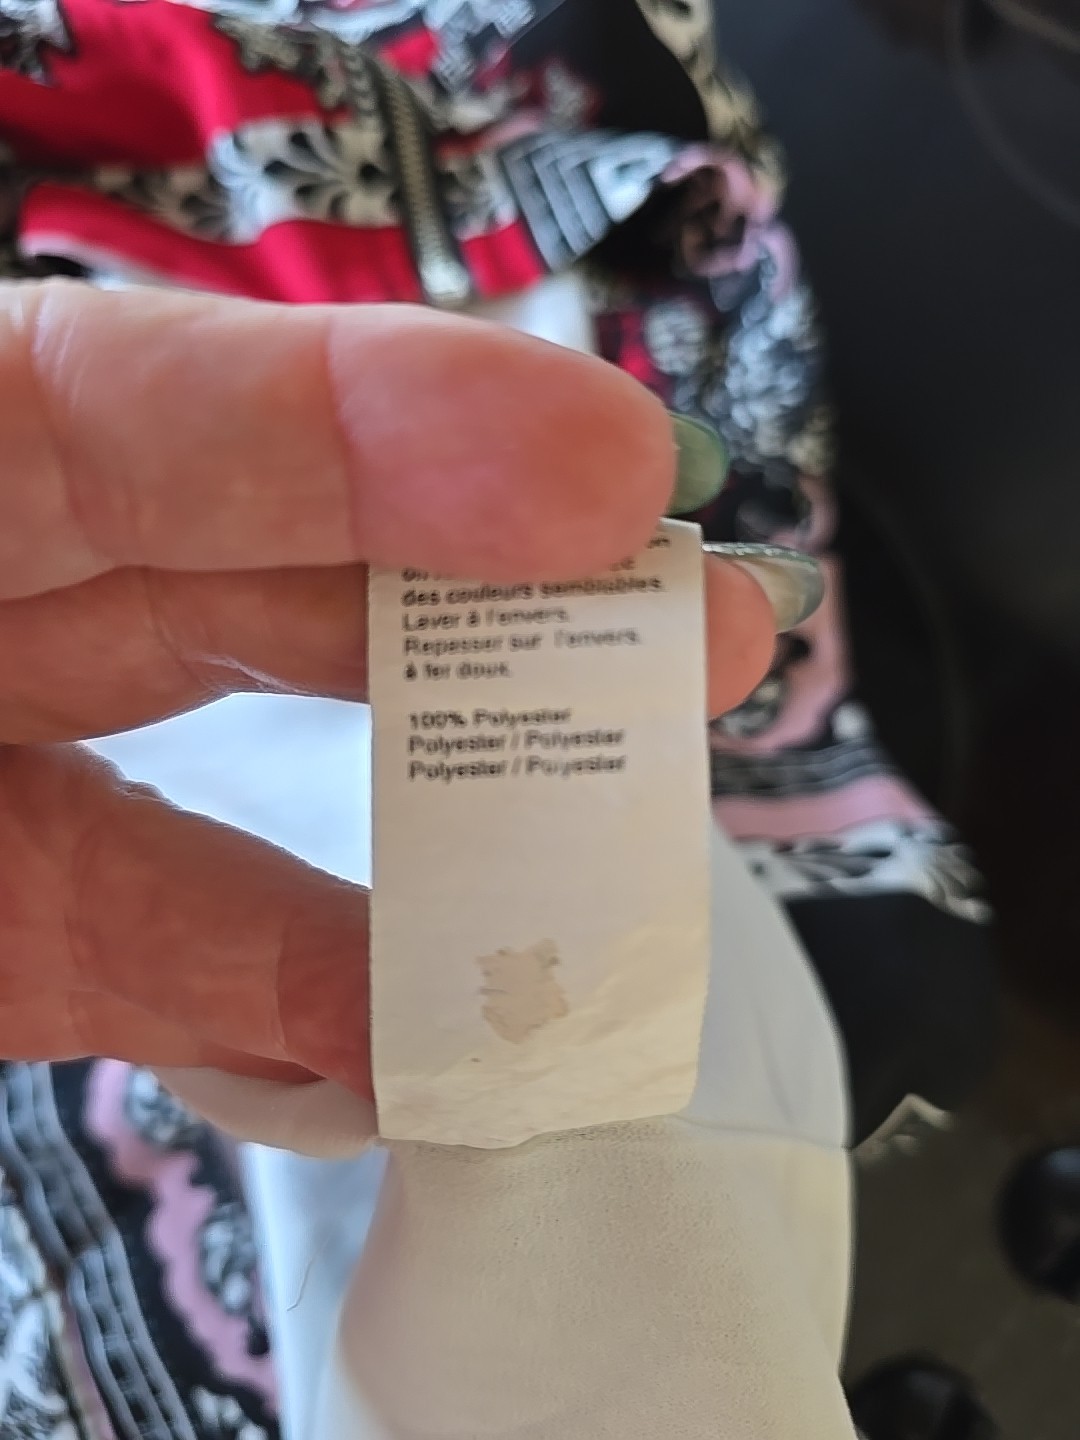 des couleurs semblables.
Laver à l'envers.
Repasser sur l'envers.
à fer doux.
100% Polyester
Polyester / Polyester
Polyester / Polyester